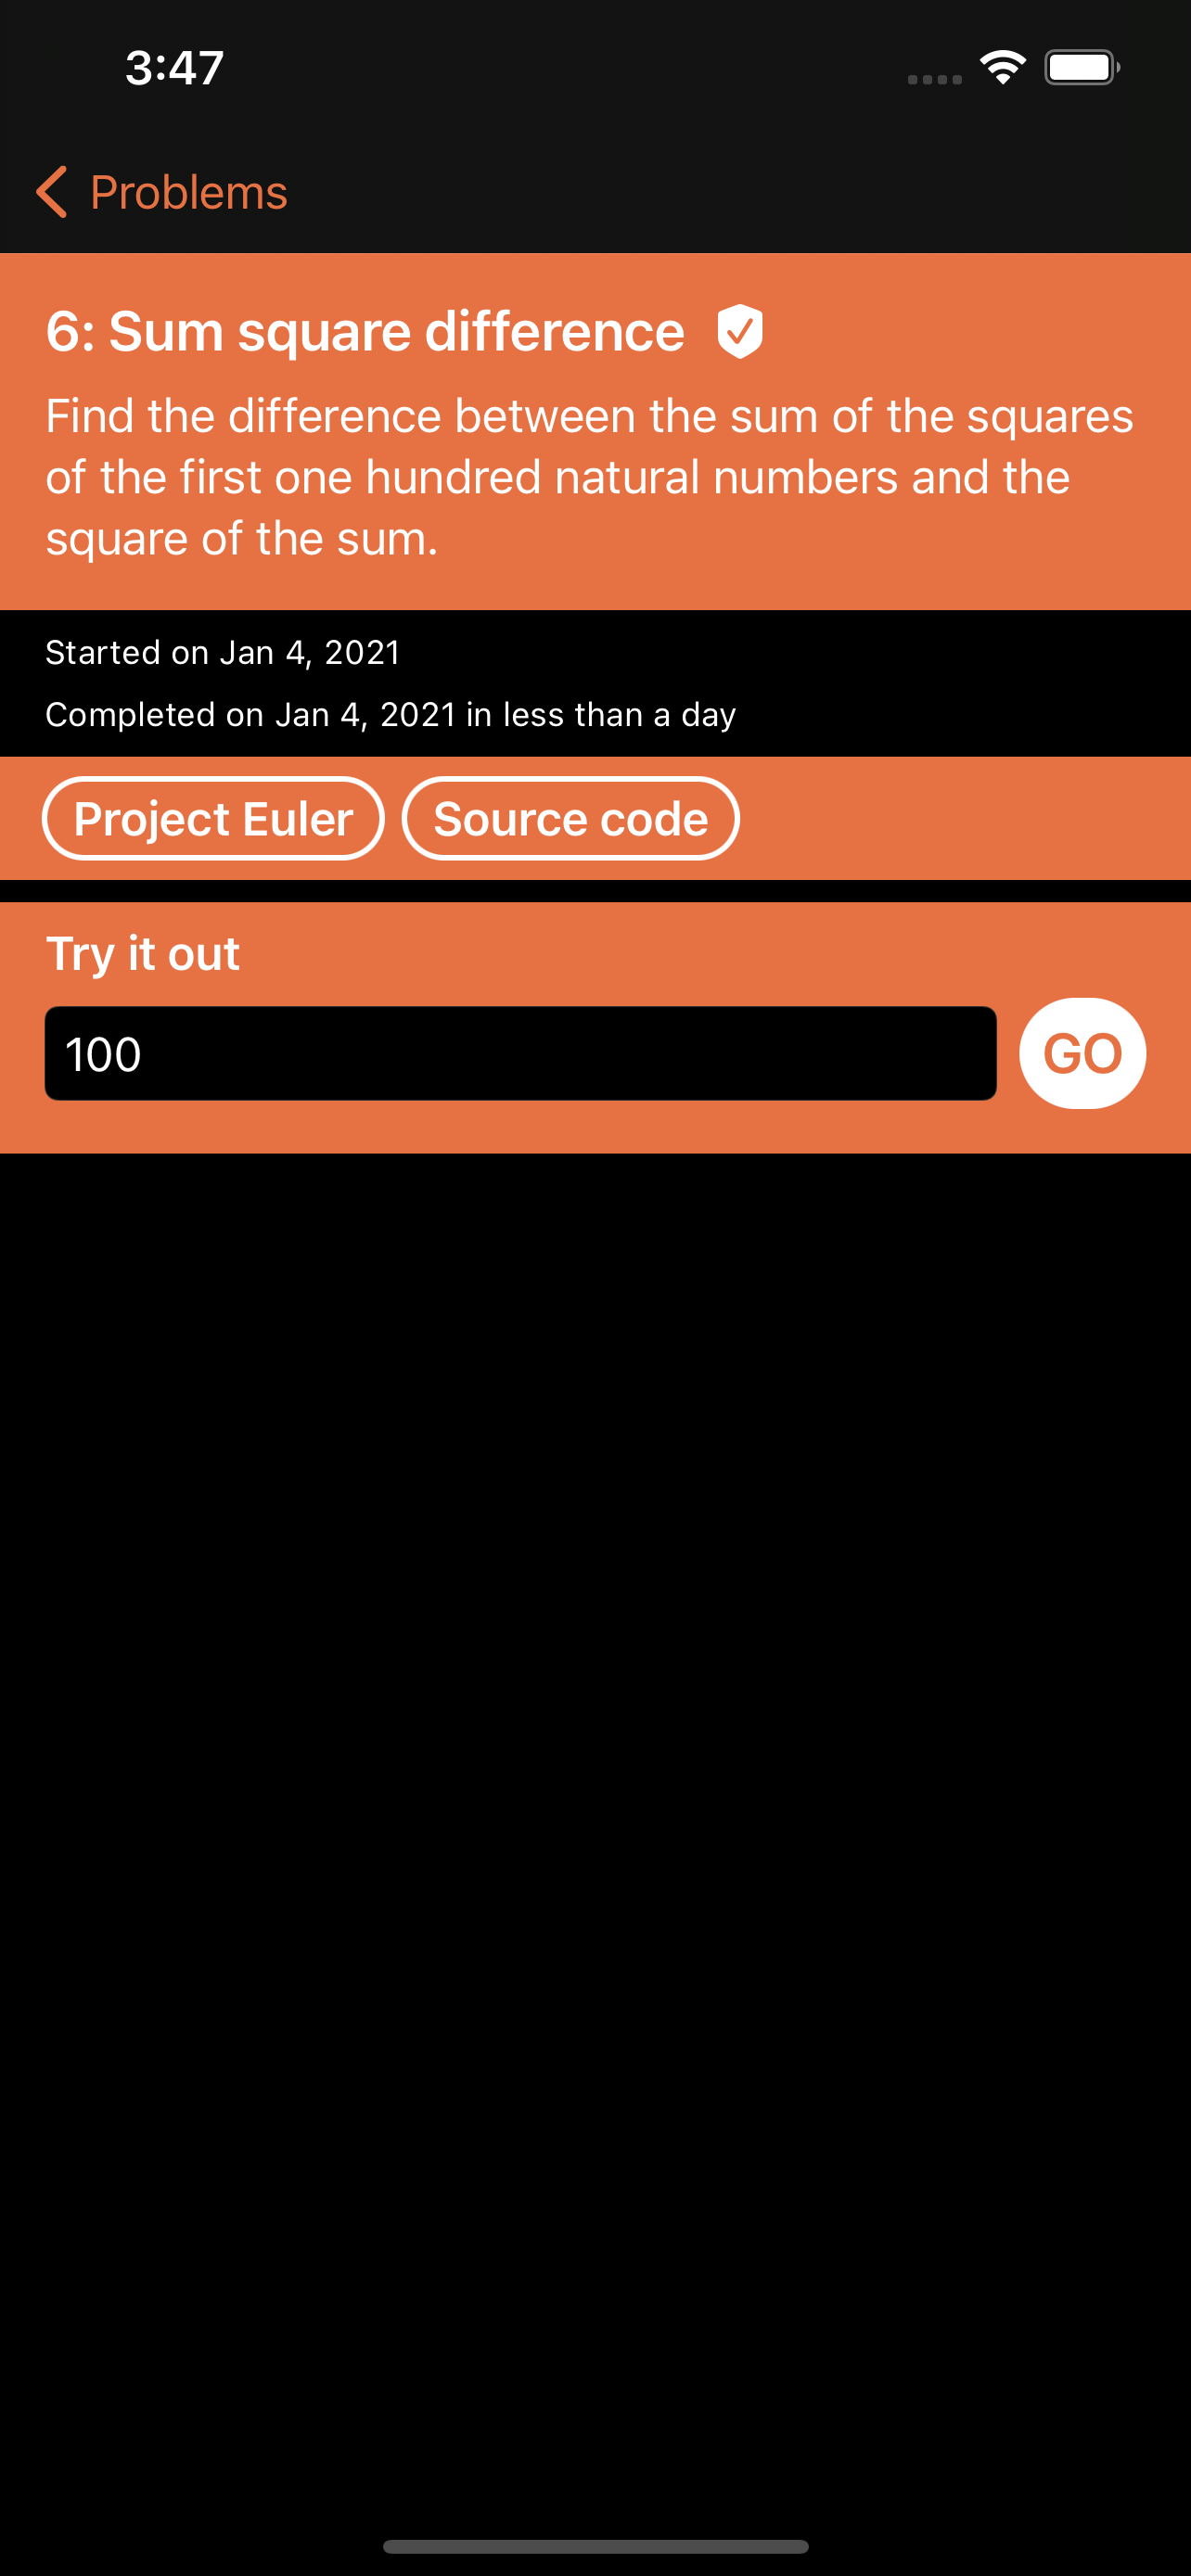 3:47
Problems
6: Sum square difference
Find the difference between the sum of the squares
of the first one hundred natural numbers and the
square of the sum.
Started on Jan 4, 2021
Completed on Jan 4, 2021 in less than a day
Project Euler Source code
Try it out
100 GO